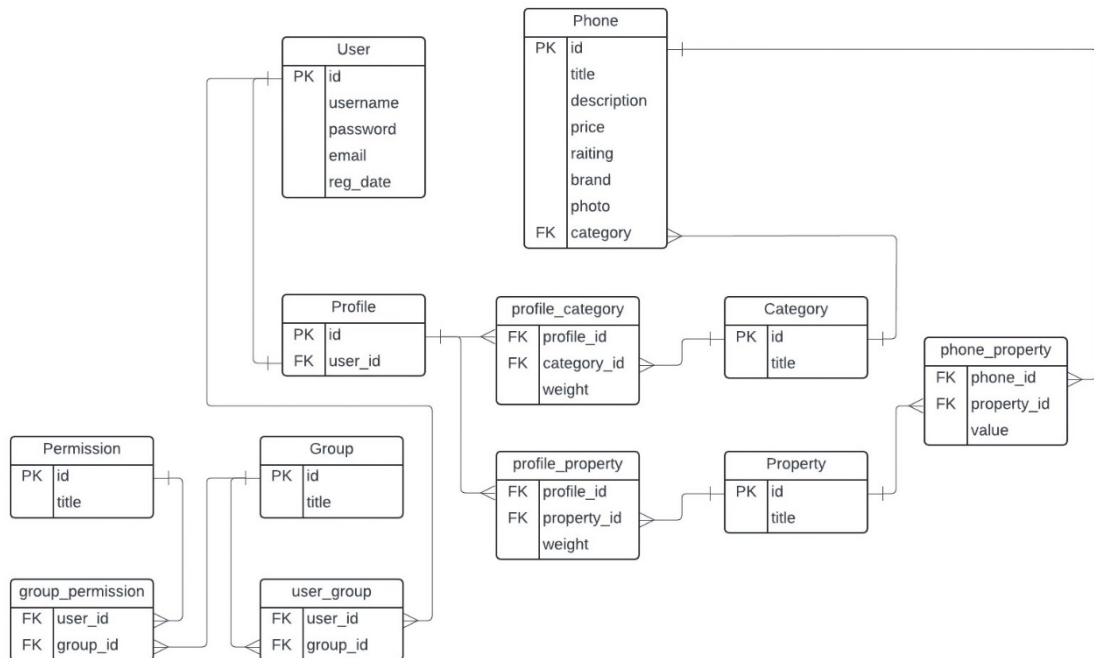 Phone
PK id
title
description
price
raiting
brand
photo
FK category
User
PK id
username
password
email
reg_date
Profile
PK id
FK user_id
profile_category
FK profile_id
FK category_id
weight
Category
PK id
title
phone_property
FK phone_id
FK property_id
value
Permission
PK id
title
Group
PK id
title
profile_property
FK profile_id
FK property_id
weight
Property
PK id
title
group_permission
FK user_id
FK group_id
user_group
FK user_id
FK group_id